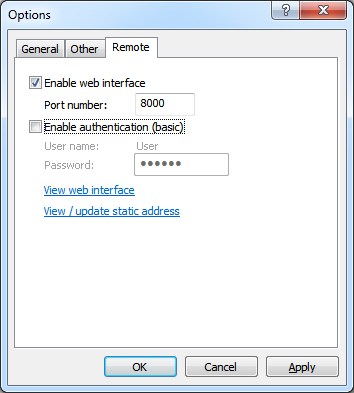 Options
General Other Remote
Enable web interface
Port number: 8000
Enable authentication (basic)
User name: User
Password: ●●●●●●
View web interface
View / update static address
OK Cancel Apply